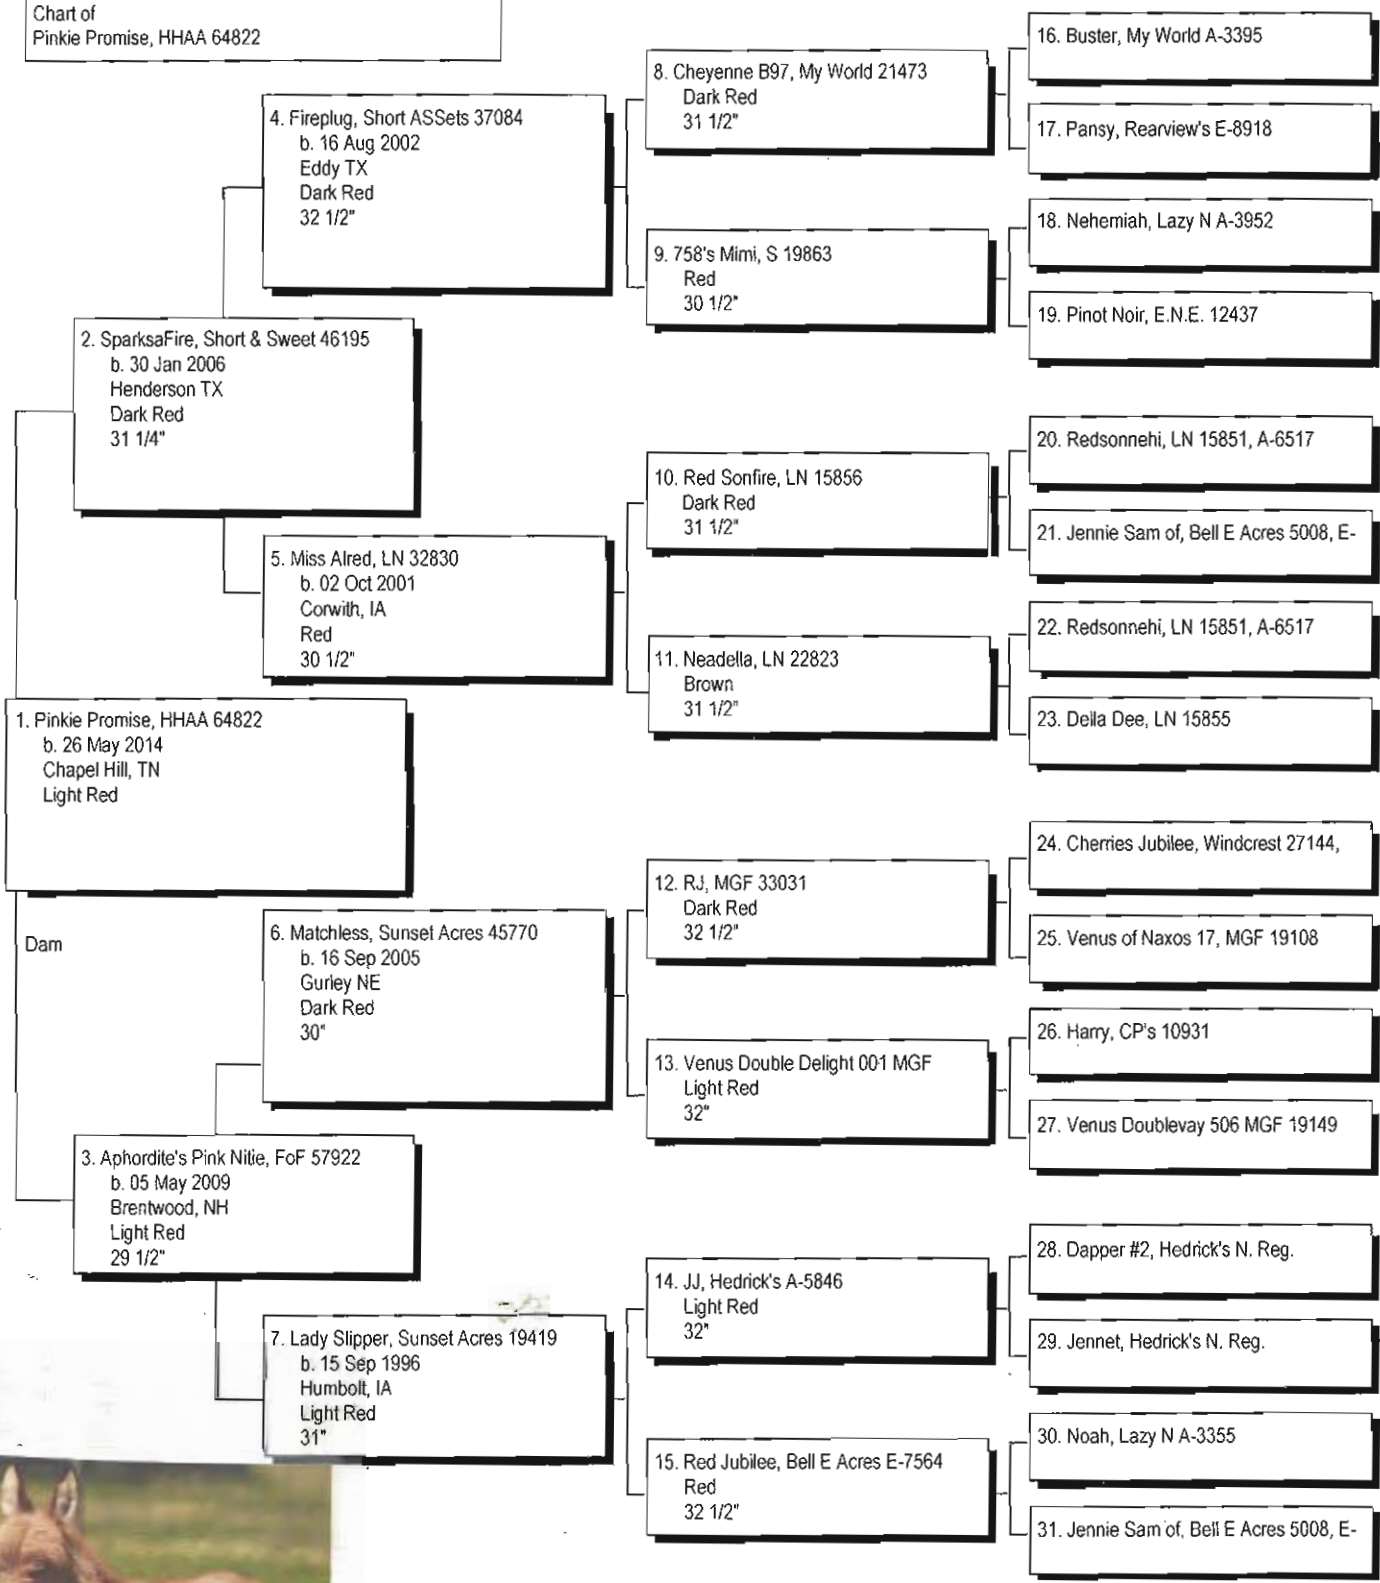 Chart of
Pinkie Promise, HHAA 64822
1. Pinkie Promise, HHAA 64822
b. 26 May 2014
Chapel Hill, TN
Light Red
Dam
2. SparksaFire, Short & Sweet 46195
b. 30 Jan 2006
Henderson TX
Dark Red
31 1/4"
3. Aphordite's Pink Nitie, FoF 57922
b. 05 May 2009
Brentwood, NH
Light Red
29 1/2"
4. Fireplug, Short ASSets 37084
b. 16 Aug 2002
Eddy TX
Dark Red
32 1/2"
5. Miss Alred, LN 32830
b. 02 Oct 2001
Corwith, IA
Red
30 1/2"
6. Matchless, Sunset Acres 45770
b. 16 Sep 2005
Gurley NE
Dark Red
30"
7. Lady Slipper, Sunset Acres 19419
b. 15 Sep 1996
Humbolt, IA
Light Red
31"
8. Cheyenne B97, My World 21473
Dark Red
31 1/2"
9. 758's Mimi, S 19863
Red
30 1/2"
10. Red Sonfire, LN 15856
Dark Red
31 1/2"
11. Neadella, LN 22823
Brown
31 1/2"
12. RJ, MGF 33031
Dark Red
32 1/2"
13. Venus Double Delight 001 MGF
Light Red
32"
14. JJ, Hedrick's A-5846
Light Red
32"
15. Red Jubilee, Bell E Acres E-7564
Red
32 1/2"
16. Buster, My World A-3395
17. Pansy, Rearview's E-8918
18. Nehemiah, Lazy N A-3952
19. Pinot Noir, E.N.E. 12437
20. Redsonnehi, LN 15851, A-6517
21. Jennie Sam of, Bell E Acres 5008, E-
22. Redsonnehi, LN 15851, A-6517
23. Della Dee, LN 15855
24. Cherries Jubilee, Windcrest 27144,
25. Venus of Naxos 17, MGF 19108
26. Harry, CP's 10931
27. Venus Doublevay 506 MGF 19149
28. Dapper #2, Hedrick's N. Reg.
29. Jennet, Hedrick's N. Reg.
30. Noah, Lazy N A-3355
31. Jennie Sam of, Bell E Acres 5008, E-